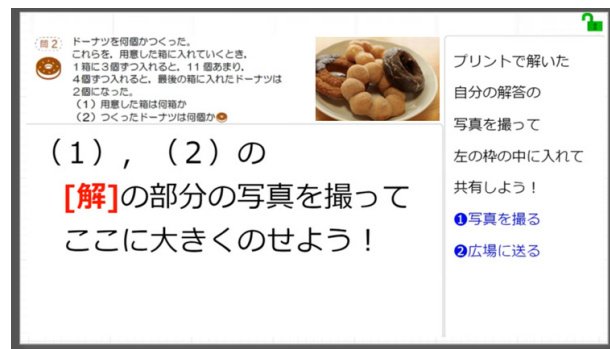 問2
ドーナツを何個かつくった。
これらを，用意した箱に入れていくとき，
1箱に3個ずつ入れると，11個あまり，
4個ずつ入れると，最後の箱に入れたドーナツは
2個になった。
（1）用意した箱は何箱か
（2）つくったドーナツは何個か
（1），（2）の
[解]の部分の写真を撮って
ここに大きくのせよう！
プリントで解いた
自分の解答の
写真を撮って
左の枠の中に入れて
共有しよう！
❶写真を撮る
❷広場に送る